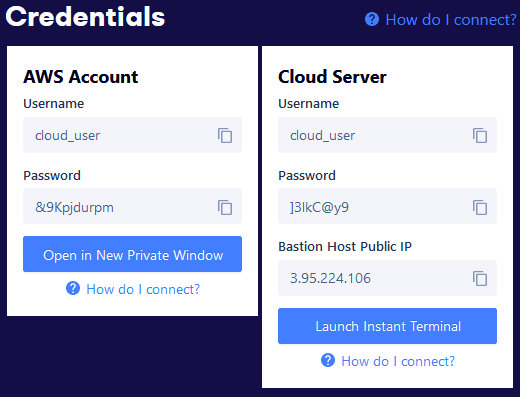 Credentials
How do I connect?
AWS Account
Username
cloud_user
Password
&9Kpjdurpm
Open in New Private Window
How do I connect?
Cloud Server
Username
cloud_user
Password
]3lkC@y9
Bastion Host Public IP
3.95.224.106
Launch Instant Terminal
How do I connect?